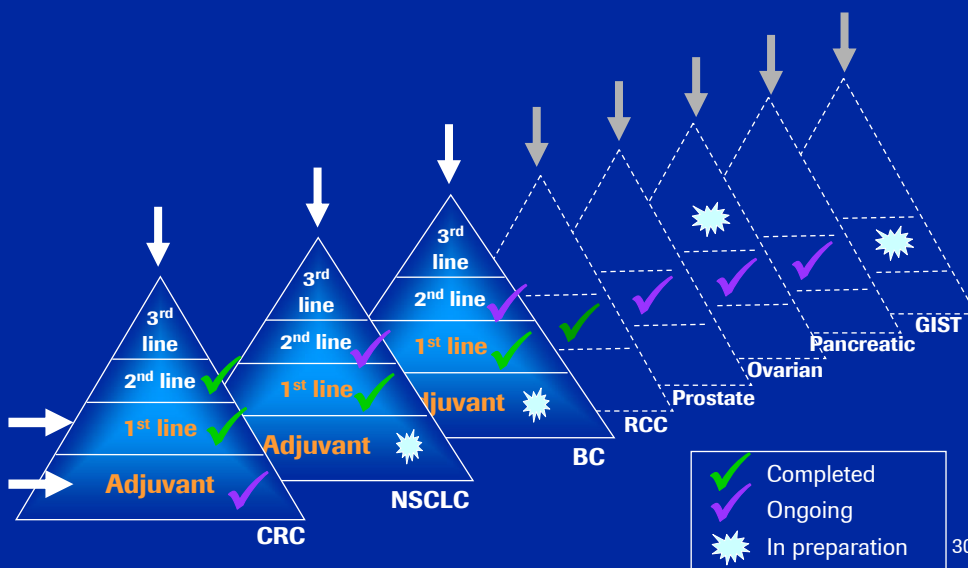 3rd
line
2nd line
1st line
Adjuvant
CRC
3rd
line
2nd line
1st line
Adjuvant
NSCLC
3rd
line
2nd line
1st line
djuvant
BC
RCC
Prostate
Ovarian
Pancreatic
GIST
Completed
Ongoing
In preparation
30